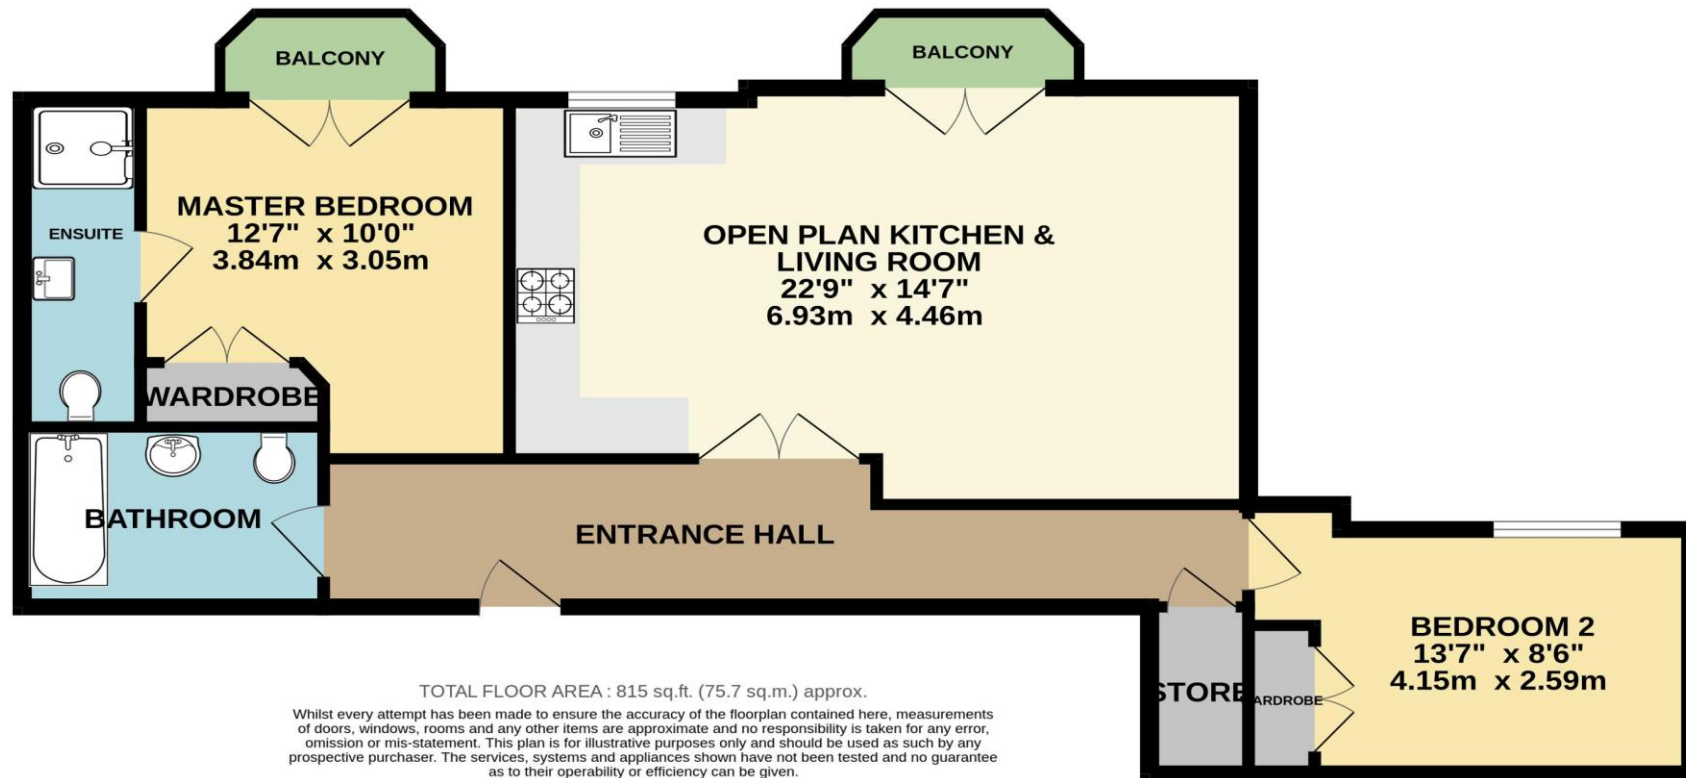 BALCONY
BALCONY
ENSUITE
MASTER BEDROOM
12'7" x 10'0"
3.84m x 3.05m
OPEN PLAN KITCHEN &
LIVING ROOM
22'9" x 14'7"
6.93m x 4.46m
WARDROBE
BATHROOM
ENTRANCE HALL
BEDROOM 2
13'7" x 8'6"
4.15m x 2.59m
STORE
WARDROBE
TOTAL FLOOR AREA : 815 sq.ft. (75.7 sq.m.) approx.
Whilst every attempt has been made to ensure the accuracy of the floorplan contained here, measurements
of doors, windows, rooms and any other items are approximate and no responsibility is taken for any error,
omission or mis-statement. This plan is for illustrative purposes only and should be used as such by any
prospective purchaser. The services, systems and appliances shown have not been tested and no guarantee
as to their operability or efficiency can be given.